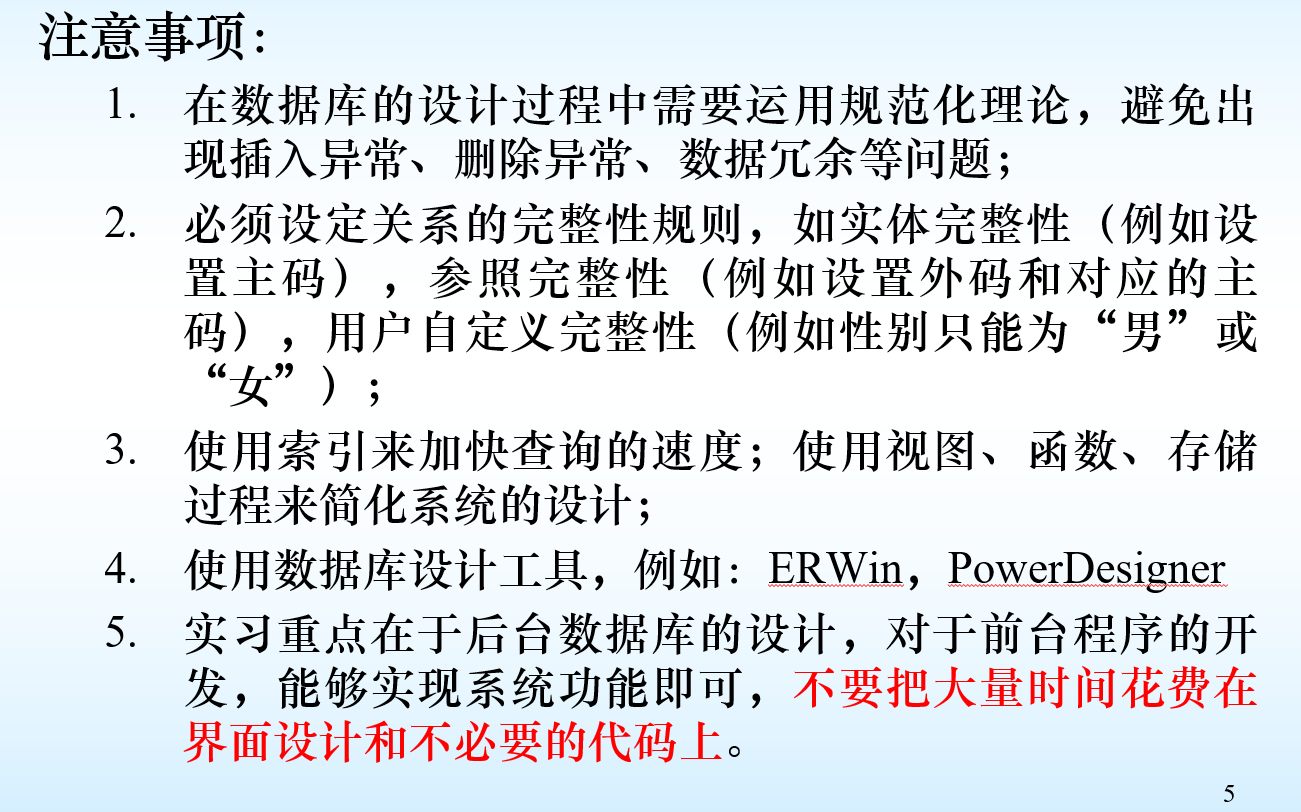 注意事项：
1. 在数据库的设计过程中需要运用规范化理论，避免出
现插入异常、删除异常、数据冗余等问题；
2. 必须设定关系的完整性规则，如实体完整性（例如设
置主码），参照完整性（例如设置外码和对应的主
码），用户自定义完整性（例如性别只能为“男”或
“女”）；
3. 使用索引来加快查询的速度；使用视图、函数、存储
过程来简化系统的设计；
4. 使用数据库设计工具，例如：ERWin，PowerDesigner
5. 实习重点在于后台数据库的设计，对于前台程序的开
发，能够实现系统功能即可，不要把大量时间花费在
界面设计和不必要的代码上。
5